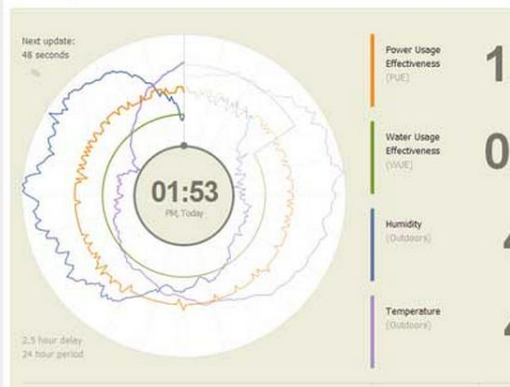 Next update:
48 seconds
01:53
PM, Today
2.5 hour delay
24 hour period
Power Usage
Effectiveness
(PUE)
1
Water Usage
Effectiveness
(WUE)
0
Humidity
(Outdoors)
Temperature
(Outdoors)